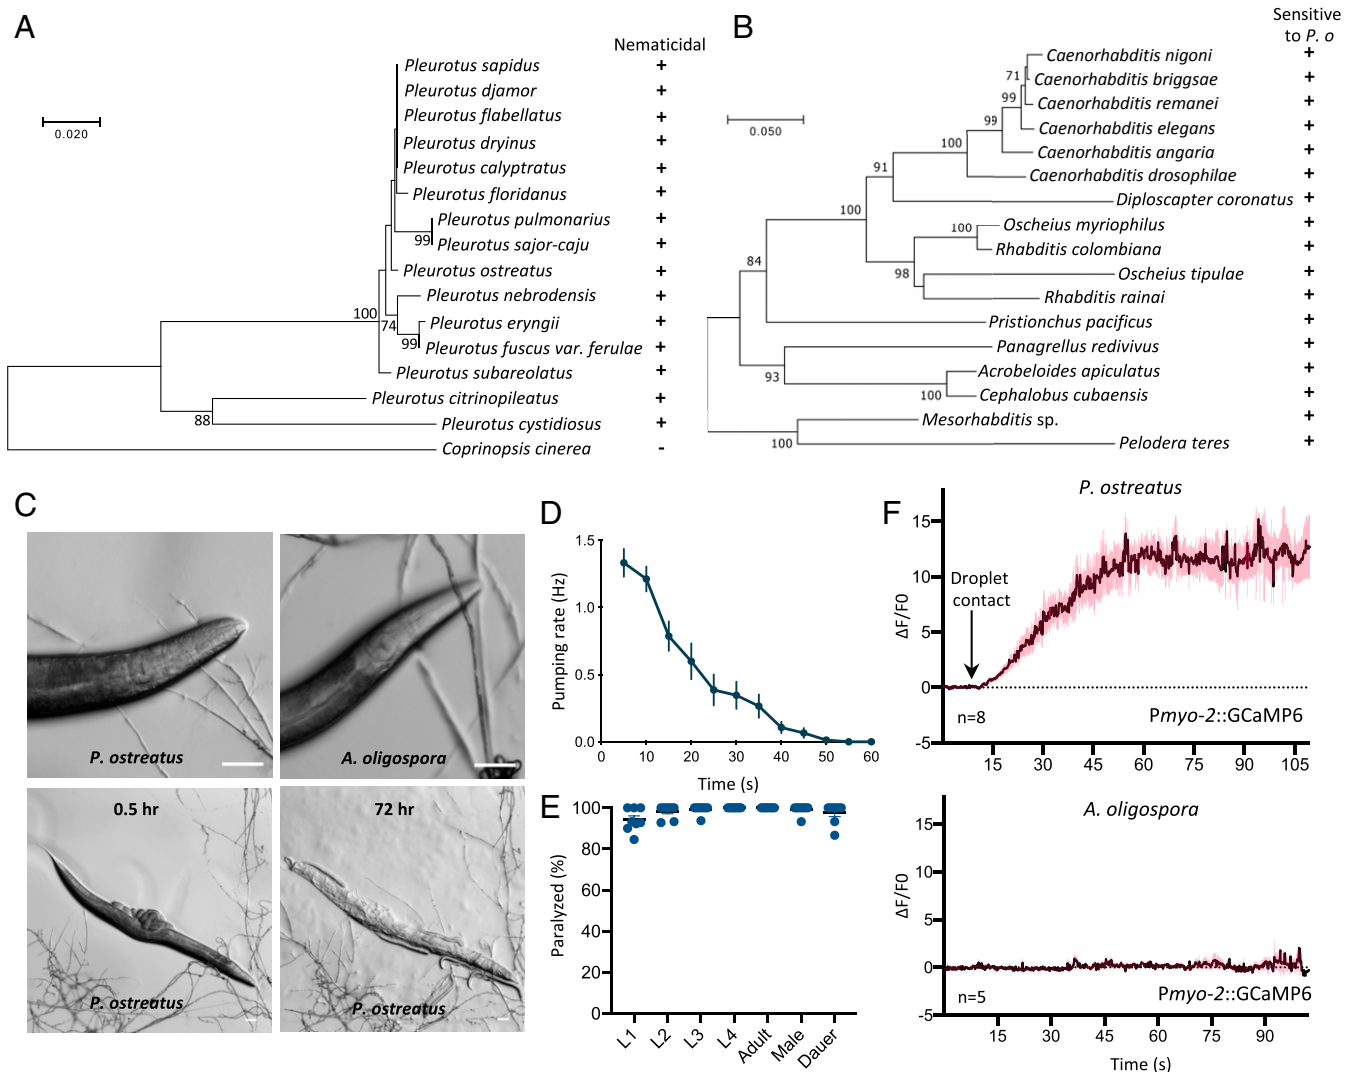 A
Nematicidal
Pleurotus sapidus +
Pleurotus djamor +
Pleurotus flabellatus +
Pleurotus dryinus +
Pleurotus calyptratus +
Pleurotus floridanus +
Pleurotus pulmonarius +
99
Pleurotus sajor-caju +
Pleurotus ostreatus +
Pleurotus nebrodensis +
100
74
Pleurotus eryngii +
99
Pleurotus fuscus var. ferulae +
Pleurotus subareolatus +
Pleurotus citrinopileatus +
88
Pleurotus cystidiosus +
Coprinopsis cinerea -
0.020
B
Sensitive
to P. o
Caenorhabditis nigoni +
71
Caenorhabditis briggsae +
99
Caenorhabditis remanei +
99
Caenorhabditis elegans +
100
Caenorhabditis angaria +
91
Caenorhabditis drosophilae +
Diploscapter coronatus +
100
Oscheius myriophilus +
100
Rhabditis colombiana +
84
98
Oscheius tipulae +
Rhabditis rainai +
Pristionchus pacificus +
Panagrellus redivivus +
93
Acrobeloides apiculatus +
100
Cephalobus cubaensis +
Mesorhabditis sp. +
100
Pelodera teres +
0.050
C
P. ostreatus
A. oligospora
0.5 hr
P. ostreatus
72 hr
P. ostreatus
D
Pumping rate (Hz)
1.5
1.0
0.5
0.0
0 10 20 30 40 50 60
Time (s)
E
Paralyzed (%)
100
80
60
40
20
0
L1 L2 L3 L4 Adult Male Dauer
F
P. ostreatus
ΔF/F0
15
10
5
0
-5
Droplet
contact
n=8
Pmyo-2::GCaMP6
15 30 45 60 75 90 105
A. oligospora
ΔF/F0
15
10
5
0
-5
n=5
Pmyo-2::GCaMP6
15 45 45 60 75 90
Time (s)